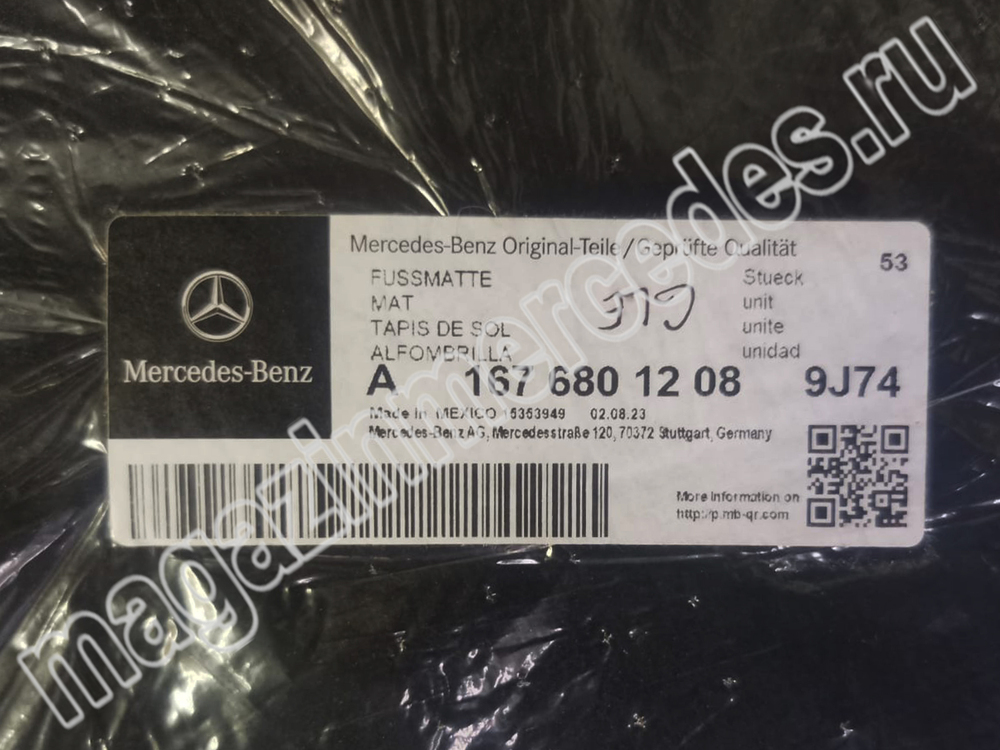 Mercedes-Benz Original-Teile/Geprüfte Qualität
53
FUSSMATTE
Stueck
MAT
unit
TAPIS DE SOL
unite
ALFOMBRILLA
unidad
Mercedes-Benz
A 167 680 12 08 9J74
Made in MEXICO 15353949 02.08.23
Mercedes-Benz AG, Mercedesstraße 120, 70372 Stuttgart, Germany
More Information on
http://p.mb-qr.com
magazinmercedes.ru